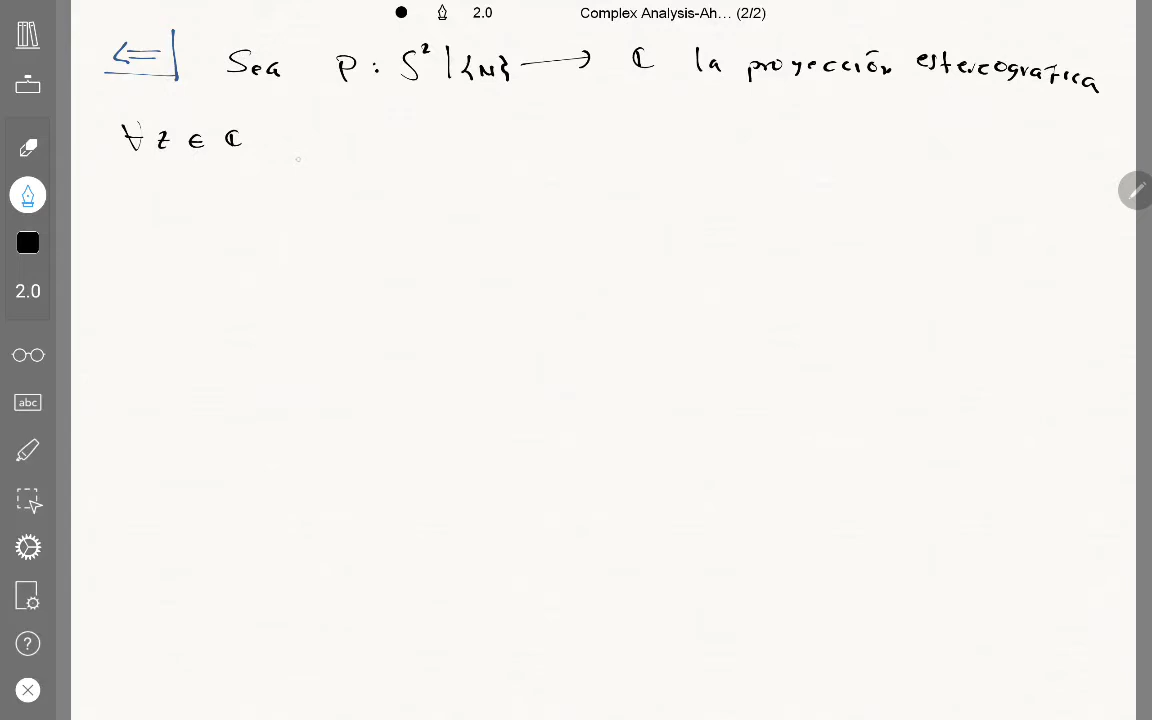 2.0 Complex Analysis-Ah... (2/2)
<=| Sea P : S² \ {N} ⟶ ℂ la proyección estereográfica
∀ z ∈ ℂ
2.0
abc
?